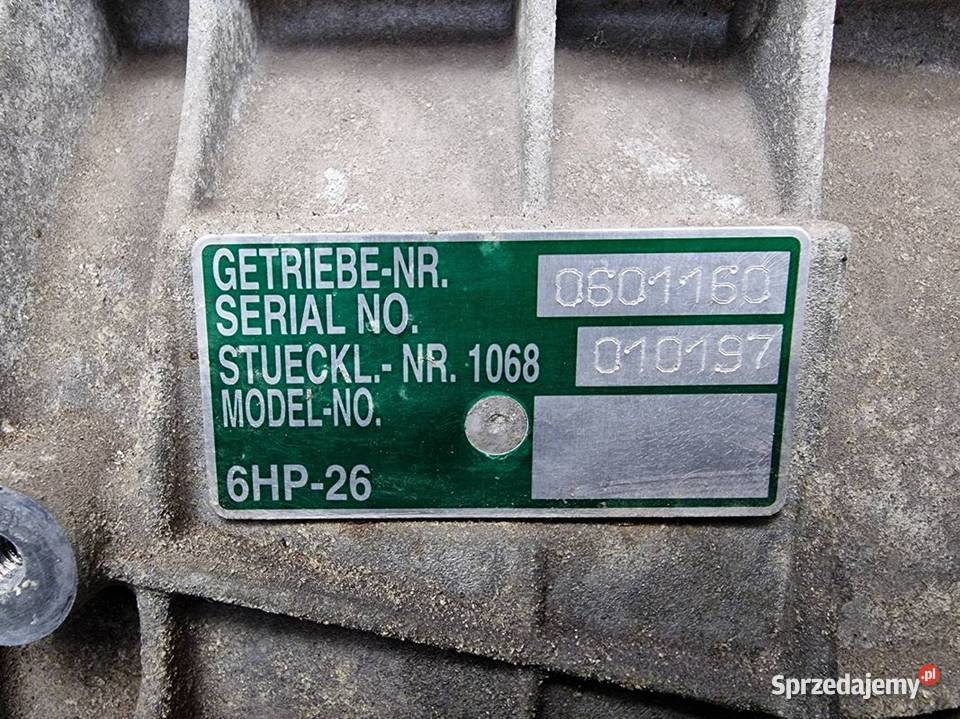 GETRIEBE-NR. 0601160
SERIAL NO.
STUECKL.- NR. 1068 010197
MODEL-NO.
6HP-26
Sprzedajemy.pl